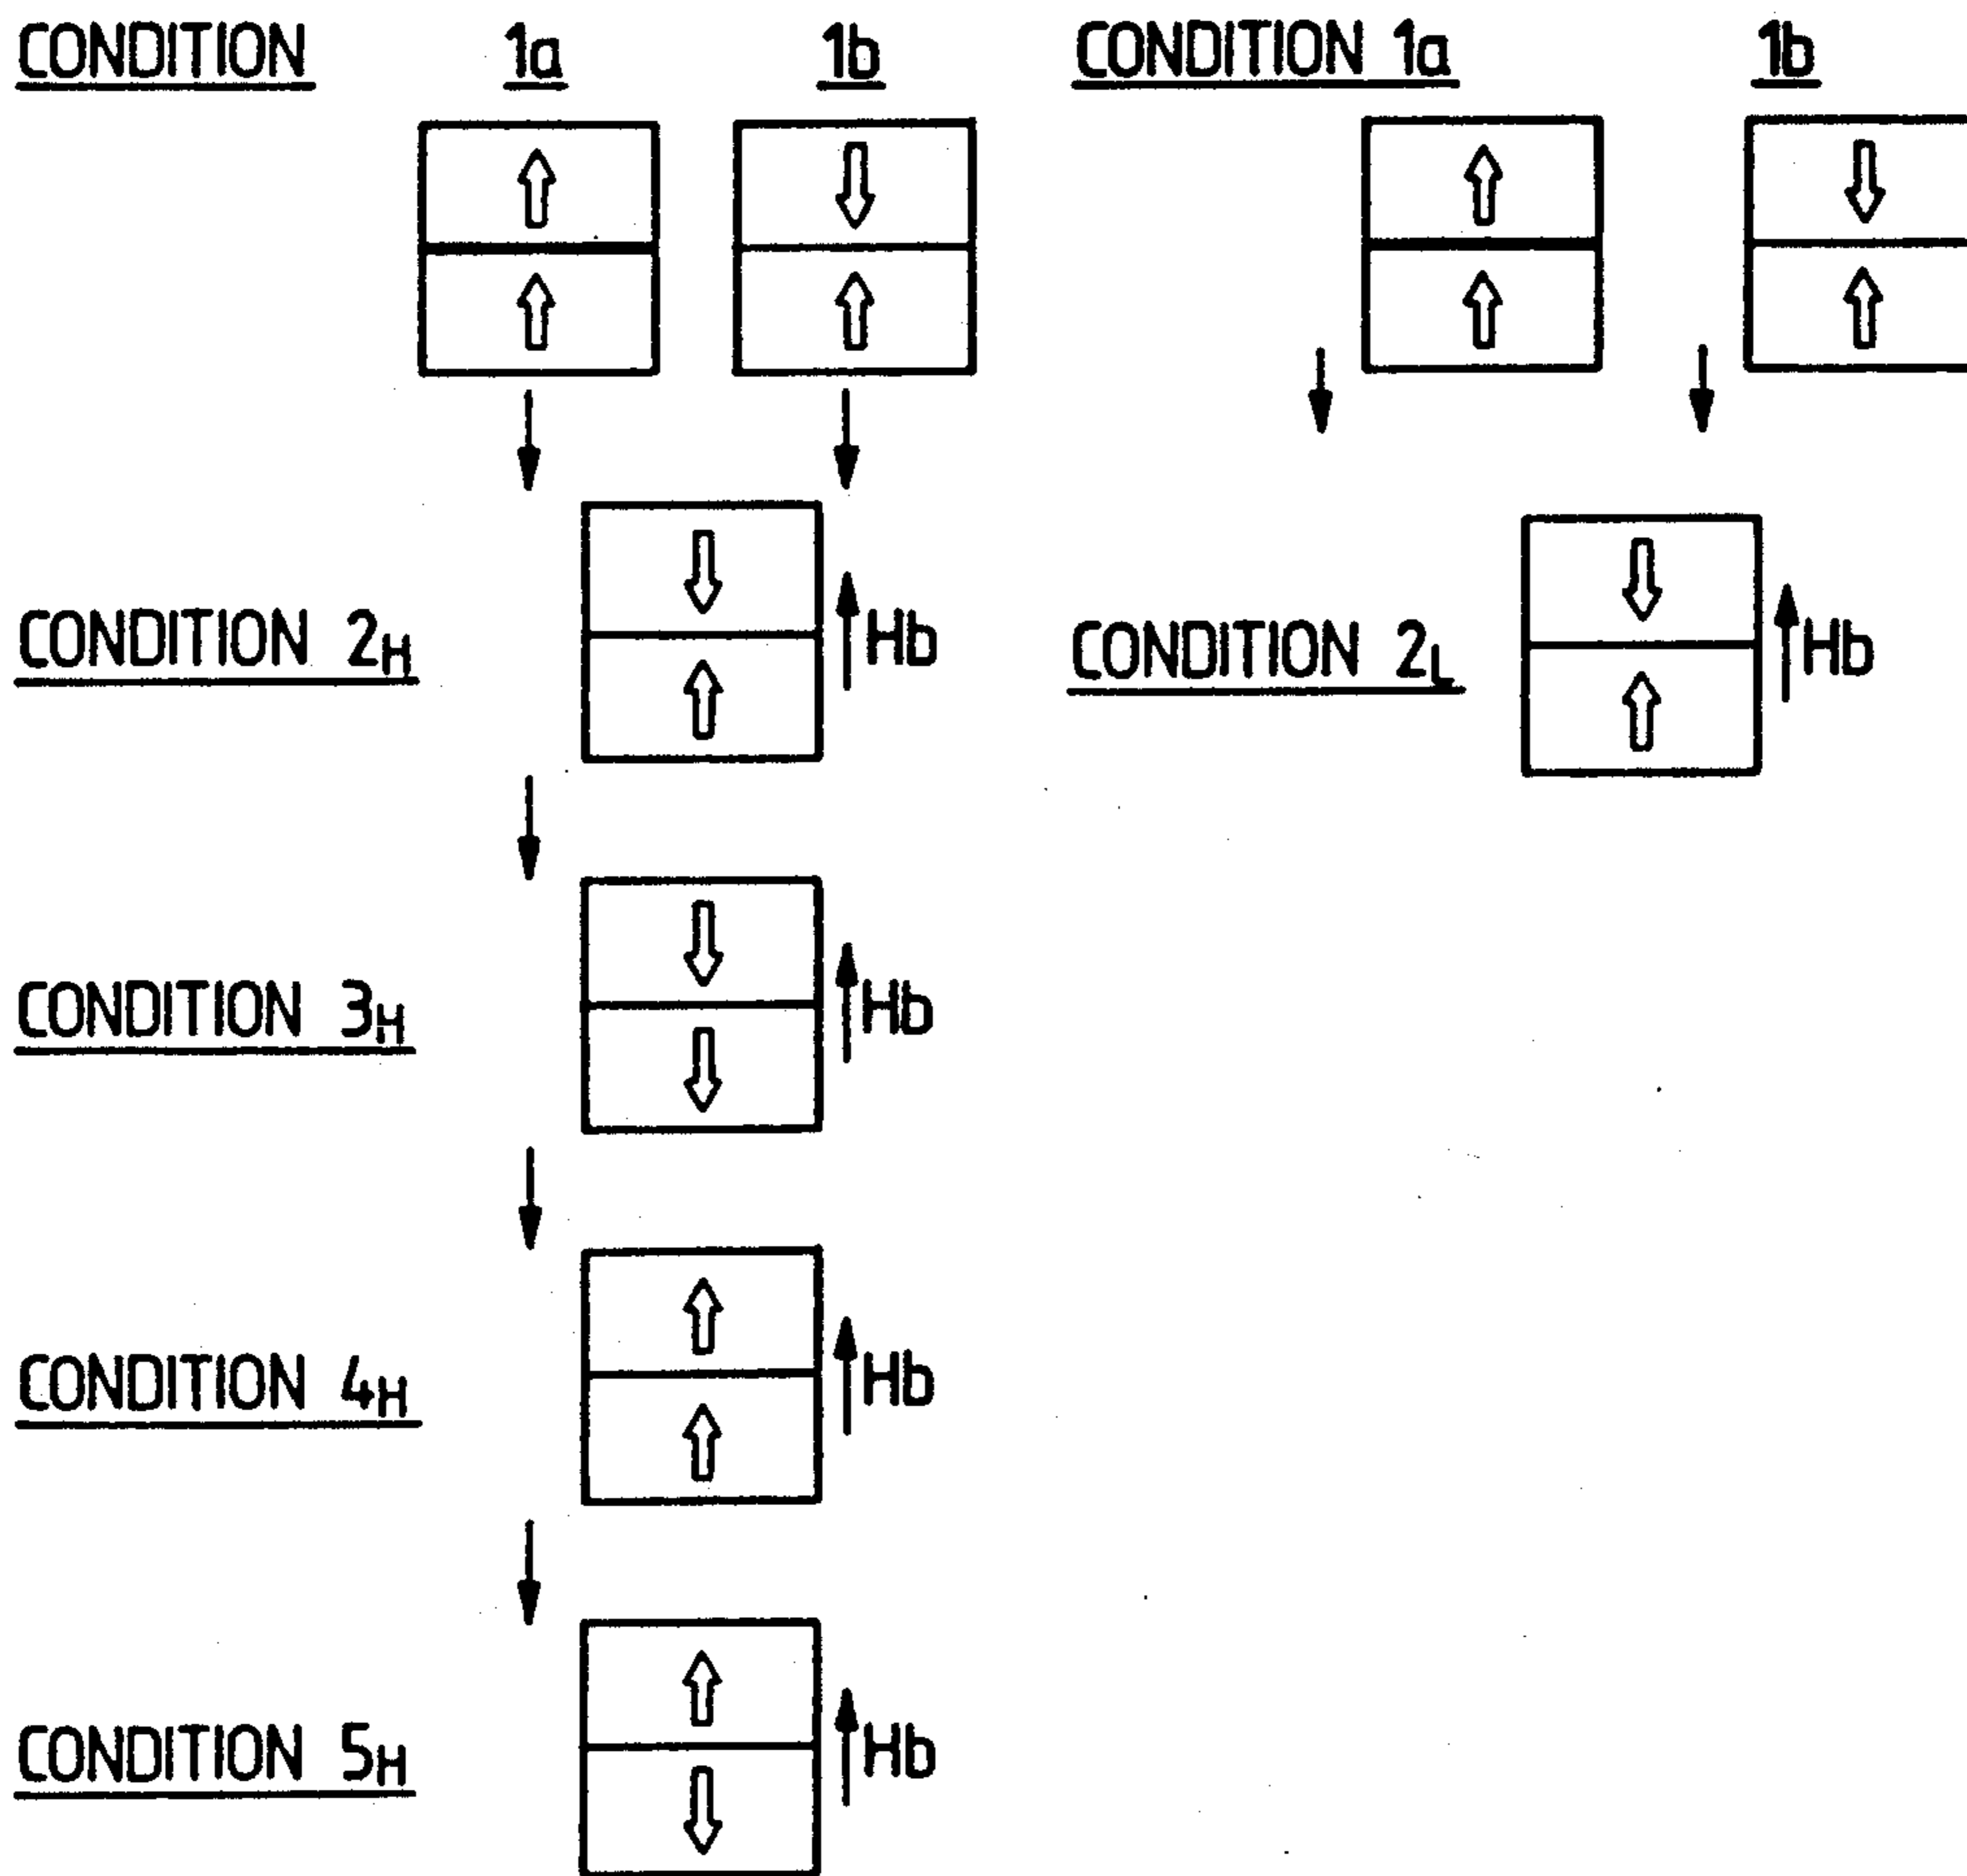 CONDITION 1a 1b
CONDITION 2H Hb
CONDITION 3H Hb
CONDITION 4H Hb
CONDITION 5H Hb
CONDITION 1a 1b
CONDITION 2L Hb